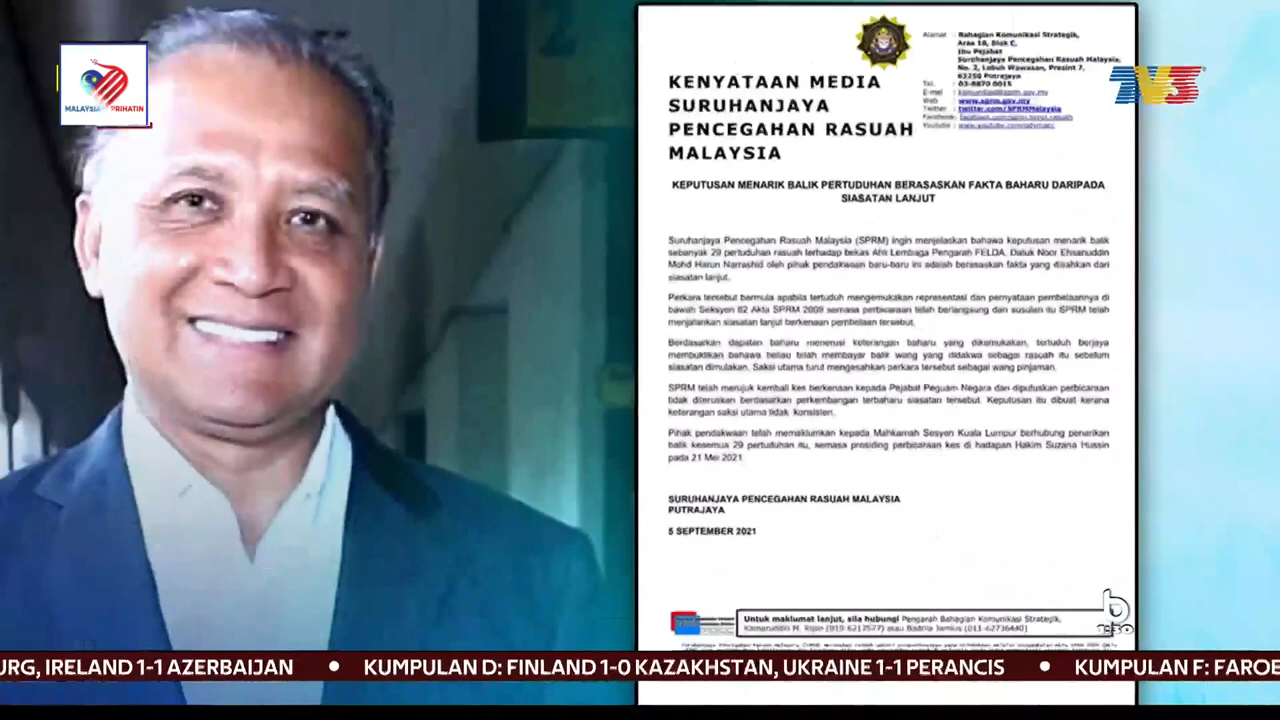 MALAYSIA PRIHATIN
TV3
KENYATAAN MEDIA
SURUHANJAYA
PENCEGAHAN RASUAH
MALAYSIA
Alamat : Bahagian Komunikasi Strategik,
Aras 18, Blok C,
Ibu Pejabat
Suruhanjaya Pencegahan Rasuah Malaysia,
No. 2, Lebuh Wawasan, Presint 7,
62250 Putrajaya
Tel. : 03-8870 0015
E-mel :
Web : www.sprm.gov.my
Twitter : twitter.com/SPRMMalaysia
Facebook:
Youtube :
KEPUTUSAN MENARIK BALIK PERTUDUHAN BERASASKAN FAKTA BAHARU DARIPADA
SIASATAN LANJUT
Suruhanjaya Pencegahan Rasuah Malaysia (SPRM) ingin menjelaskan bahawa keputusan menarik balik
sebanyak 29 pertuduhan rasuah terhadap bekas Ahli Lembaga Pengarah FELDA, Datuk Noor Ehsanuddin
Mohd Harun Narrashid oleh pihak pendakwaan baru-baru ini adalah berasaskan fakta yang disahkan dari
siasatan lanjut.
Perkara tersebut bermula apabila tertuduh mengemukakan representasi dan pernyataan pembelaannya di
bawah Seksyen 62 Akta SPRM 2009 semasa perbicaraan telah berlangsung dan susulan itu SPRM telah
menjalankan siasatan lanjut berkenaan pembelaan tersebut.
Berdasarkan dapatan baharu menerusi keterangan baharu yang dikemukakan, tertuduh berjaya
membuktikan bahawa beliau telah membayar balik wang yang didakwa sebagai rasuah itu sebelum
siasatan dimulakan. Saksi utama turut mengesahkan perkara tersebut sebagai wang pinjaman.
SPRM telah merujuk kembali kes berkenaan kepada Pejabat Peguam Negara dan diputuskan perbicaraan
tidak diteruskan berdasarkan perkembangan terbaharu siasatan tersebut. Keputusan itu dibuat kerana
keterangan saksi utama tidak konsisten.
Pihak pendakwaan telah memaklumkan kepada Mahkamah Sesyen Kuala Lumpur berhubung penarikan
balik kesemua 29 pertuduhan itu, semasa prosiding perbicaraan kes di hadapan Hakim Suzana Hussin
pada 21 Mei 2021
SURUHANJAYA PENCEGAHAN RASUAH MALAYSIA
PUTRAJAYA
5 SEPTEMBER 2021
Untuk maklumat lanjut, sila hubungi Pengarah Bahagian Komunikasi Strategik,
URG, IRELAND 1-1 AZERBAIJAN • KUMPULAN D: FINLAND 1-0 KAZAKHSTAN, UKRAINE 1-1 PERANCIS • KUMPULAN F: FAROE